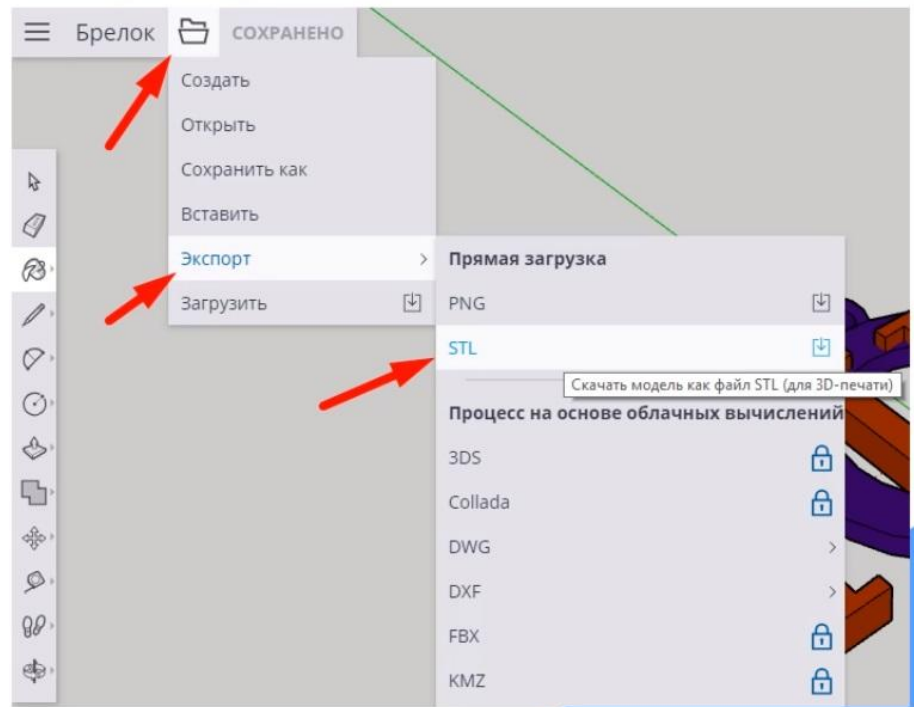 Брелок СОХРАНЕНО
Создать
Открыть
Сохранить как
Вставить
Экспорт
Загрузить
Прямая загрузка
PNG
STL
Скачать модель как файл STL (для 3D-печати)
Процесс на основе облачных вычислений
3DS
Collada
DWG
DXF
FBX
KMZ